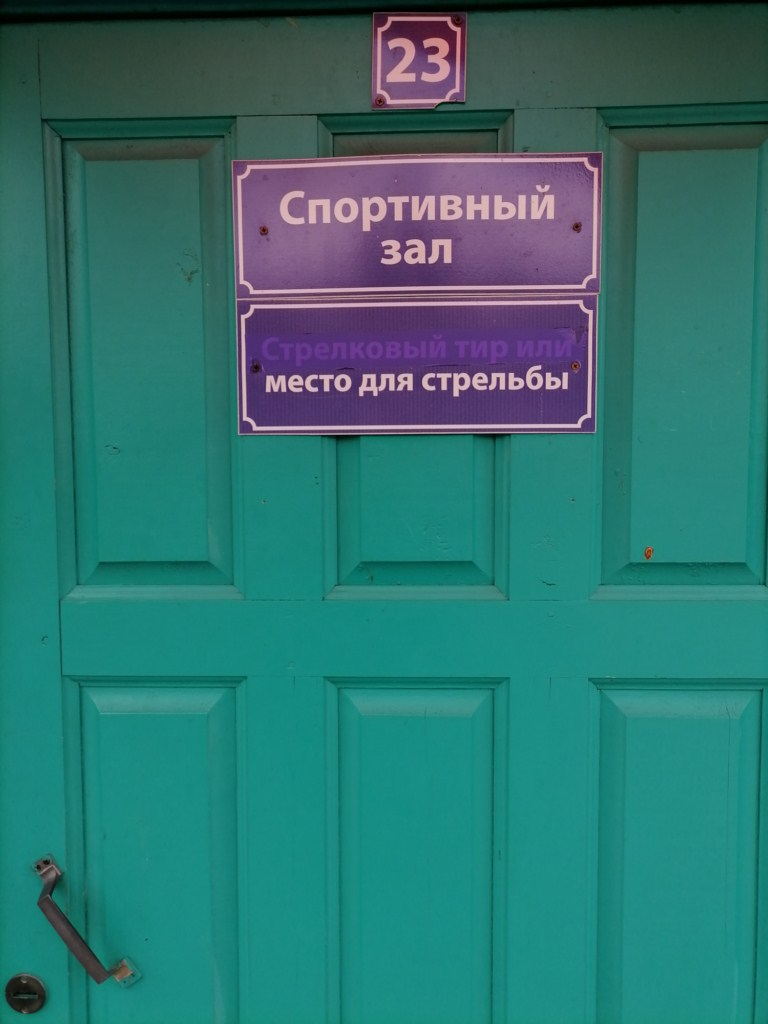 23
Спортивный
зал
Стрелковый тир или
место для стрельбы